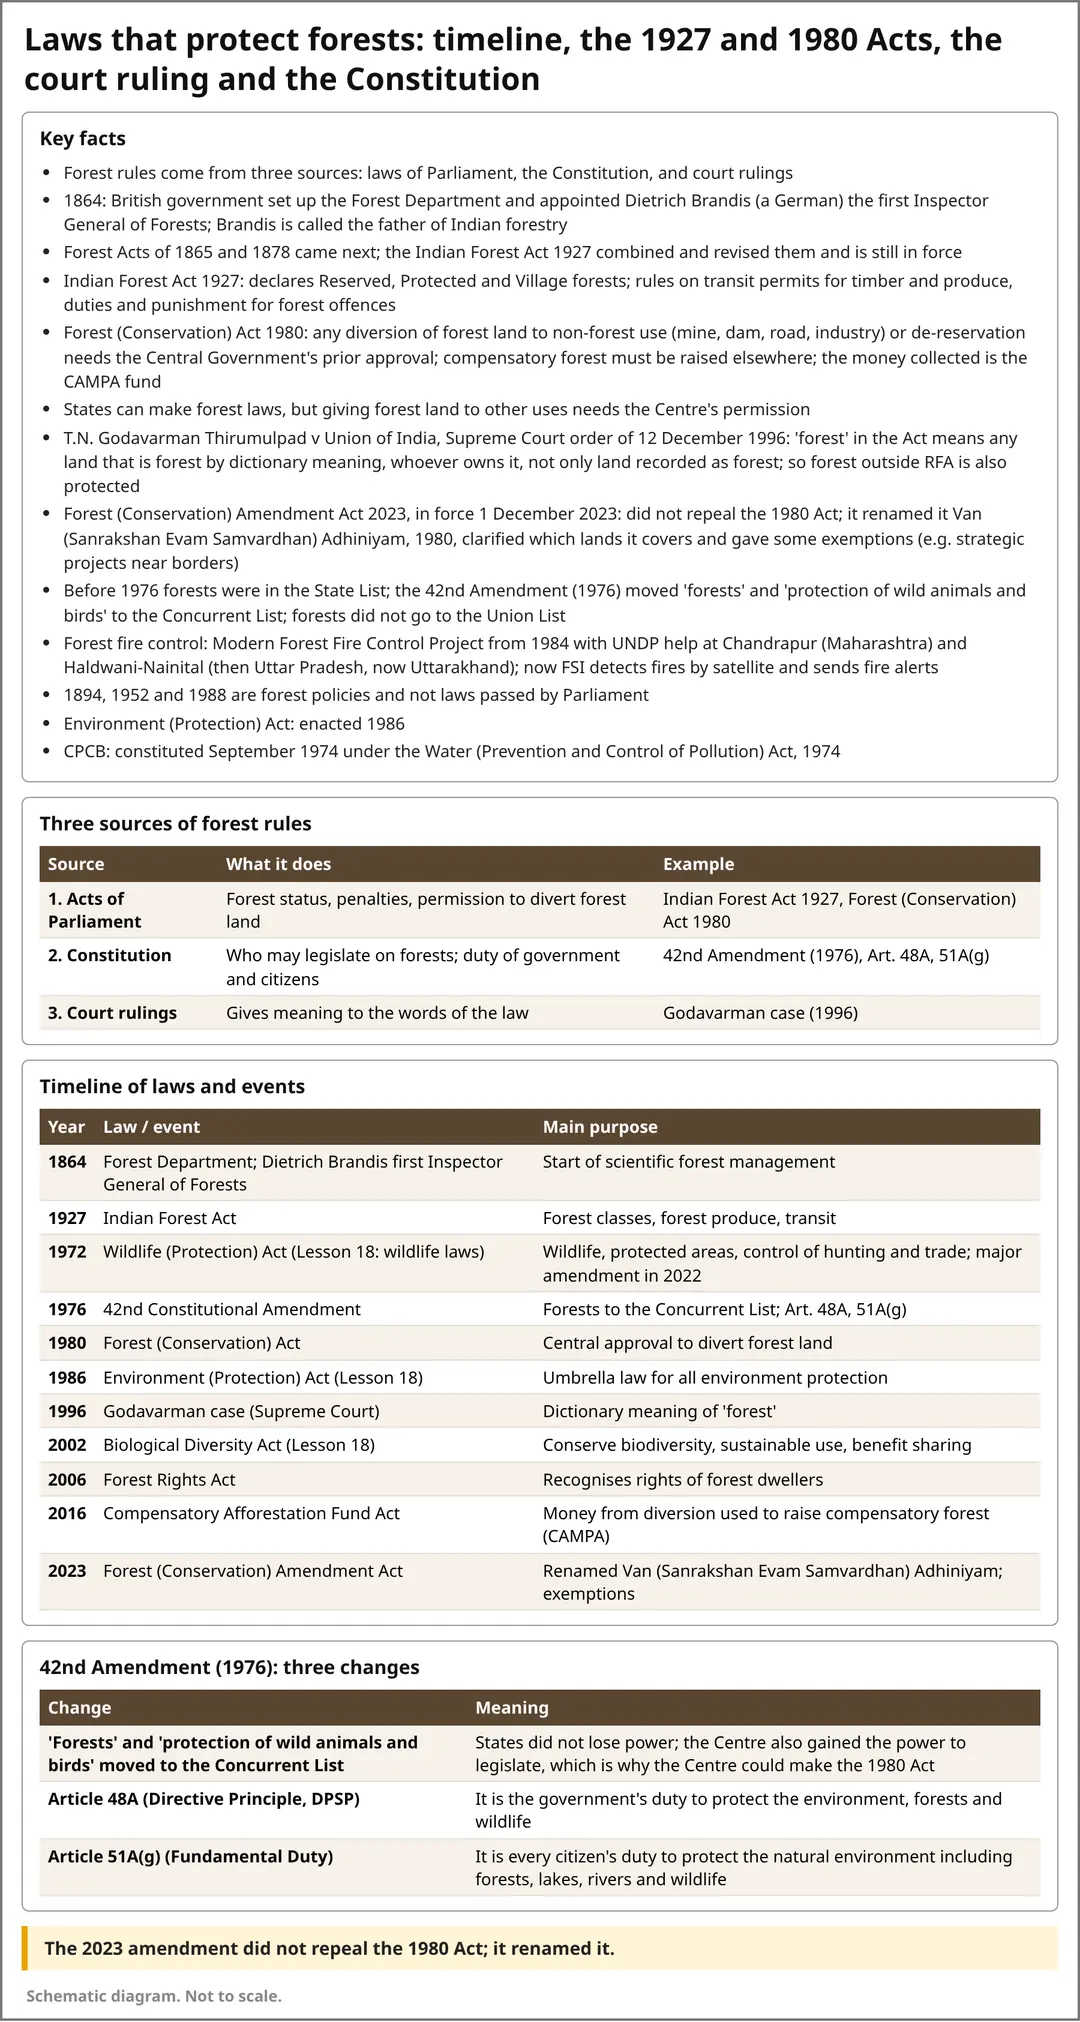 Laws that protect forests: timeline, the 1927 and 1980 Acts, the
court ruling and the Constitution
Key facts
• Forest rules come from three sources: laws of Parliament, the Constitution, and court rulings
• 1864: British government set up the Forest Department and appointed Dietrich Brandis (a German) the first Inspector
General of Forests; Brandis is called the father of Indian forestry
• Forest Acts of 1865 and 1878 came next; the Indian Forest Act 1927 combined and revised them and is still in force
• Indian Forest Act 1927: declares Reserved, Protected and Village forests; rules on transit permits for timber and produce,
duties and punishment for forest offences
• Forest (Conservation) Act 1980: any diversion of forest land to non-forest use (mine, dam, road, industry) or de-reservation
needs the Central Government's prior approval; compensatory forest must be raised elsewhere; the money collected is the
CAMPA fund
• States can make forest laws, but giving forest land to other uses needs the Centre's permission
• T.N. Godavarman Thirumulpad v Union of India, Supreme Court order of 12 December 1996: 'forest' in the Act means any
land that is forest by dictionary meaning, whoever owns it, not only land recorded as forest; so forest outside RFA is also
protected
• Forest (Conservation) Amendment Act 2023, in force 1 December 2023: did not repeal the 1980 Act; it renamed it Van
(Sanrakshan Evam Samvardhan) Adhiniyam, 1980, clarified which lands it covers and gave some exemptions (e.g. strategic
projects near borders)
• Before 1976 forests were in the State List; the 42nd Amendment (1976) moved 'forests' and 'protection of wild animals and
birds' to the Concurrent List; forests did not go to the Union List
• Forest fire control: Modern Forest Fire Control Project from 1984 with UNDP help at Chandrapur (Maharashtra) and
Haldwani-Nainital (then Uttar Pradesh, now Uttarakhand); now FSI detects fires by satellite and sends fire alerts
• 1894, 1952 and 1988 are forest policies and not laws passed by Parliament
• Environment (Protection) Act: enacted 1986
• CPCB: constituted September 1974 under the Water (Prevention and Control of Pollution) Act, 1974
Three sources of forest rules
Source What it does Example
1. Acts of Parliament Forest status, penalties, permission to divert forest land Indian Forest Act 1927, Forest (Conservation) Act 1980
2. Constitution Who may legislate on forests; duty of government and citizens 42nd Amendment (1976), Art. 48A, 51A(g)
3. Court rulings Gives meaning to the words of the law Godavarman case (1996)
Timeline of laws and events
Year Law / event Main purpose
1864 Forest Department; Dietrich Brandis first Inspector General of Forests Start of scientific forest management
1927 Indian Forest Act Forest classes, forest produce, transit
1972 Wildlife (Protection) Act (Lesson 18: wildlife laws) Wildlife, protected areas, control of hunting and trade; major amendment in 2022
1976 42nd Constitutional Amendment Forests to the Concurrent List; Art. 48A, 51A(g)
1980 Forest (Conservation) Act Central approval to divert forest land
1986 Environment (Protection) Act (Lesson 18) Umbrella law for all environment protection
1996 Godavarman case (Supreme Court) Dictionary meaning of 'forest'
2002 Biological Diversity Act (Lesson 18) Conserve biodiversity, sustainable use, benefit sharing
2006 Forest Rights Act Recognises rights of forest dwellers
2016 Compensatory Afforestation Fund Act Money from diversion used to raise compensatory forest (CAMPA)
2023 Forest (Conservation) Amendment Act Renamed Van (Sanrakshan Evam Samvardhan) Adhiniyam; exemptions
42nd Amendment (1976): three changes
Change Meaning
'Forests' and 'protection of wild animals and birds' moved to the Concurrent List States did not lose power; the Centre also gained the power to legislate, which is why the Centre could make the 1980 Act
Article 48A (Directive Principle, DPSP) It is the government's duty to protect the environment, forests and wildlife
Article 51A(g) (Fundamental Duty) It is every citizen's duty to protect the natural environment including forests, lakes, rivers and wildlife
The 2023 amendment did not repeal the 1980 Act; it renamed it.
Schematic diagram. Not to scale.